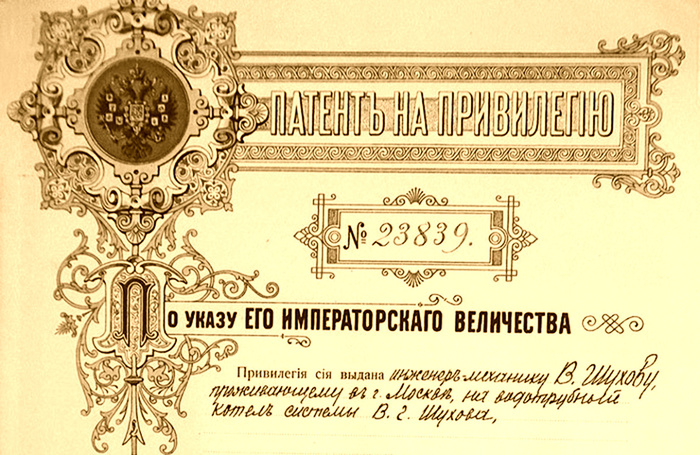 ПАТЕНТЪ НА ПРИВИЛЕГІЮ
№ 23839.
ПО УКАЗУ ЕГО ИМПЕРАТОРСКАГО ВЕЛИЧЕСТВА
Привилегія сія выдана инженеръ-механику В. Шухову,
проживающему въ г. Москвѣ, на водотрубный
котелъ системы В. Г. Шухова,